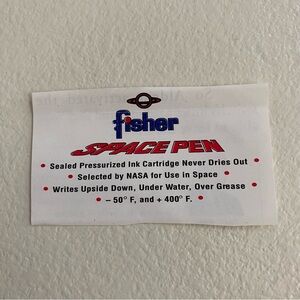 fisher
SPACE PEN
• Sealed Pressurized Ink Cartridge Never Dries Out •
• Selected by NASA for Use in Space •
• Writes Upside Down, Under Water, Over Grease •
• – 50° F, and + 400° F. •